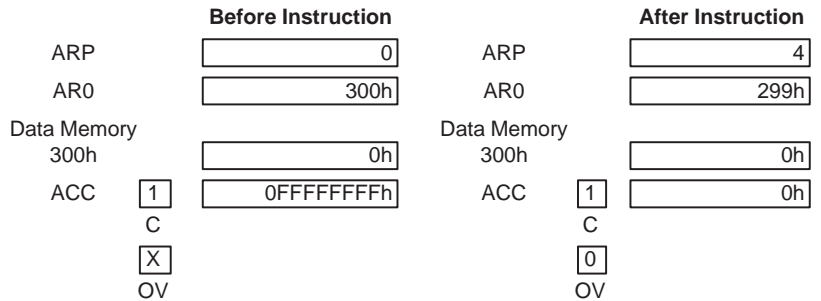 Before Instruction After Instruction
ARP 0 ARP 4
AR0 300h AR0 299h
Data Memory Data Memory
300h 0h 300h 0h
ACC 1 0FFFFFFFFh ACC 1 0h
C C
X 0
OV OV